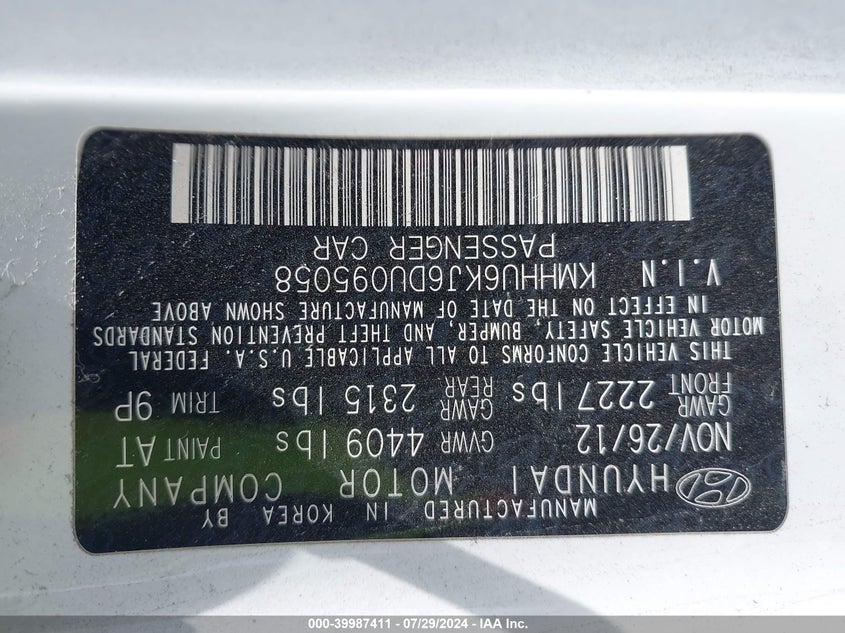 MANUFACTURED IN KOREA BY
HYUNDAI MOTOR COMPANY
NOV/26/12 GVWR 4409 lbs PAINT AT
GAWR FRONT 2227 lbs GAWR REAR 2315 lbs TRIM 9P
THIS VEHICLE CONFORMS TO ALL APPLICABLE U.S.A. FEDERAL
MOTOR VEHICLE SAFETY, BUMPER, AND THEFT PREVENTION STANDARDS
IN EFFECT ON THE DATE OF MANUFACTURE SHOWN ABOVE
V.I.N KMHHU6KJ6DU095058
PASSENGER CAR
000-39987411 - 07/29/2024 - IAA Inc.